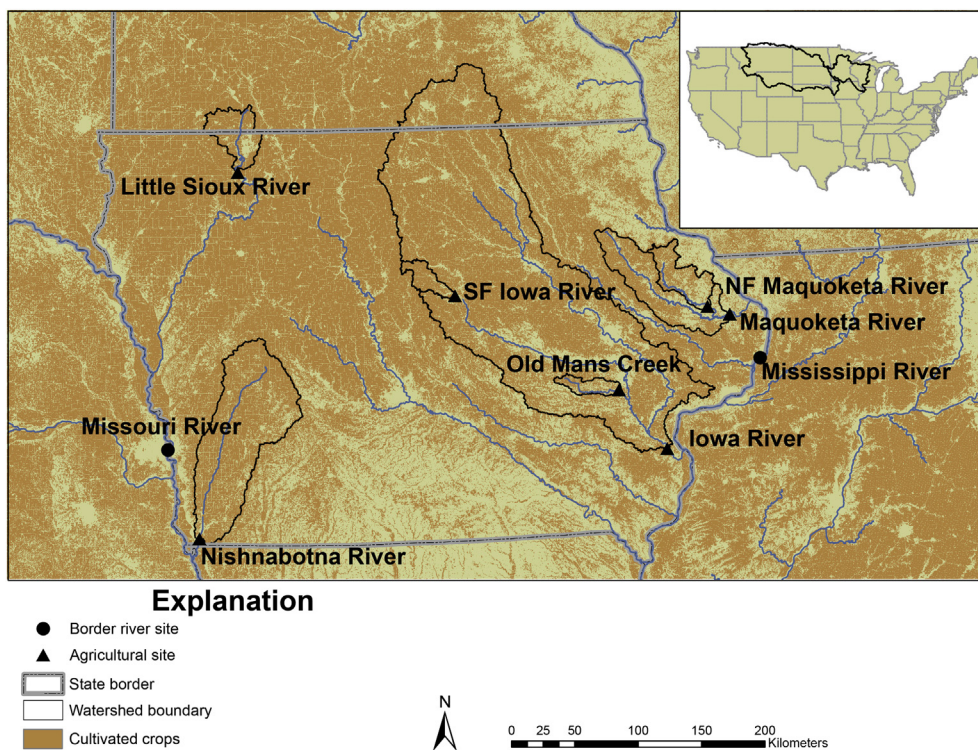 Little Sioux River
SF Iowa River
NF Maquoketa River
Maquoketa River
Old Mans Creek
Mississippi River
Missouri River
Iowa River
Nishnabotna River
Explanation
Border river site
Agricultural site
State border
Watershed boundary
Cultivated crops
N
0 25 50 100 150 200
Kilometers